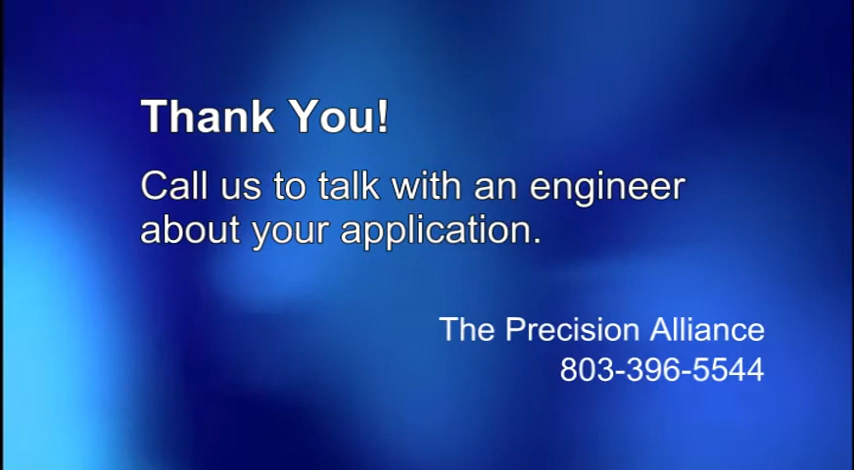 Thank You!
Call us to talk with an engineer
about your application.
The Precision Alliance
803-396-5544